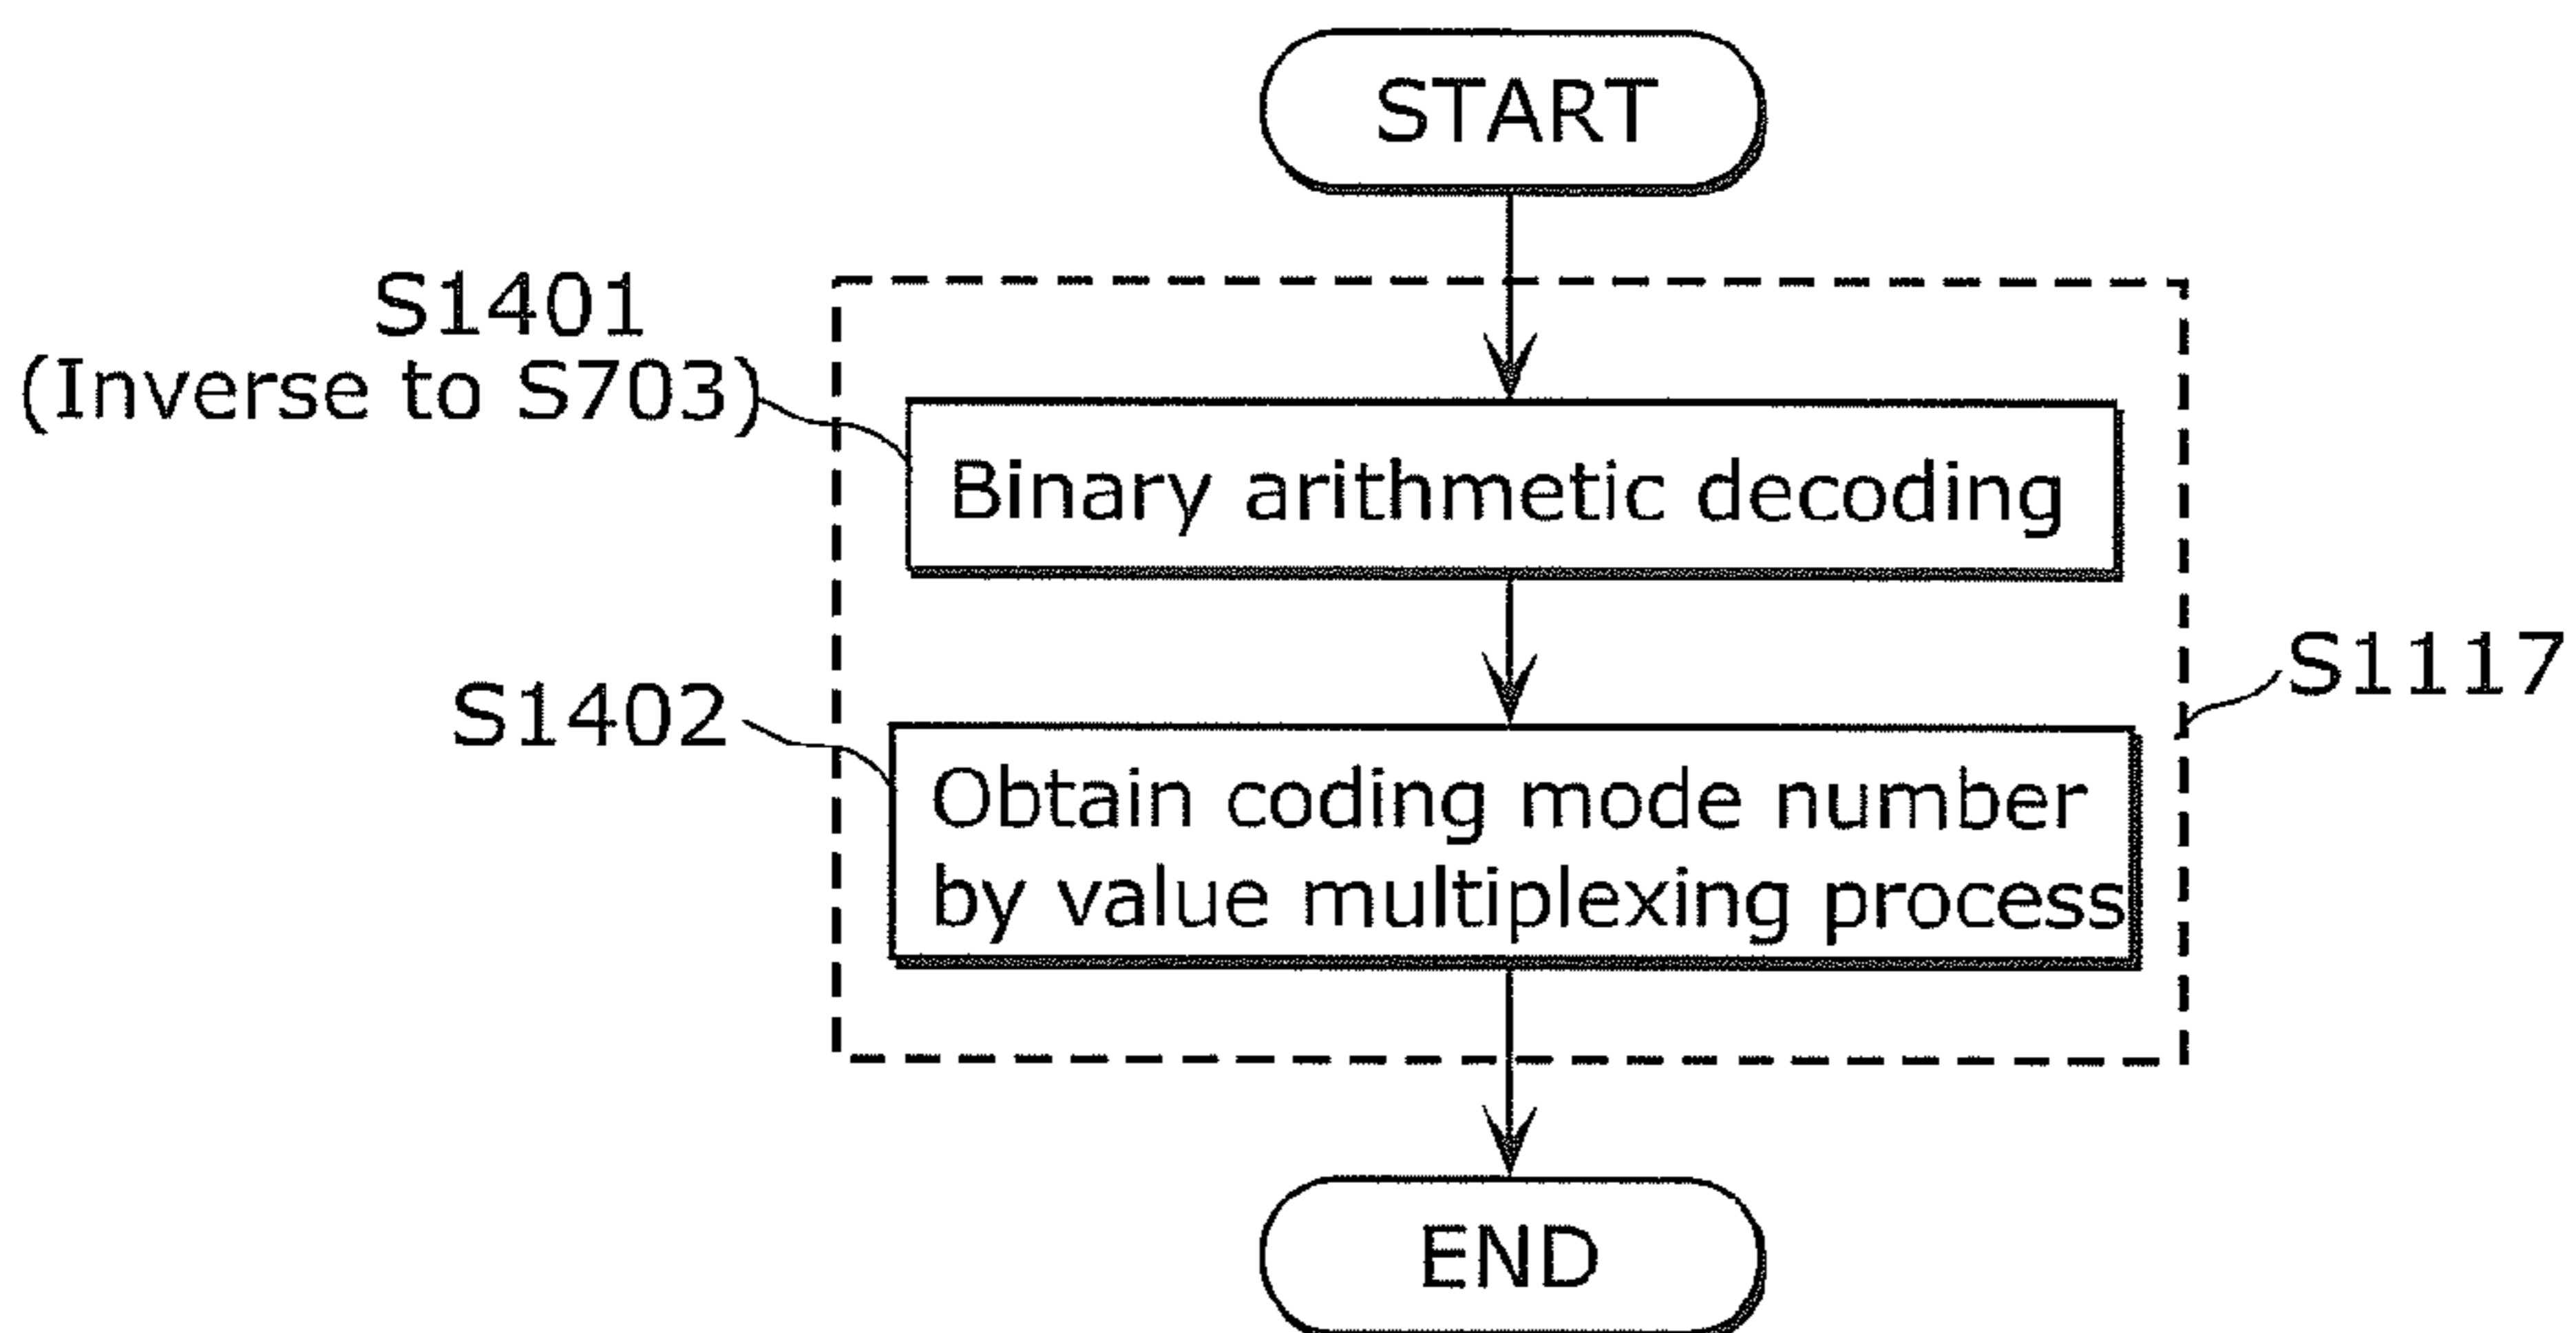 START
S1401
(Inverse to S703)
Binary arithmetic decoding
S1117
S1402
Obtain coding mode number
by value multiplexing process
END